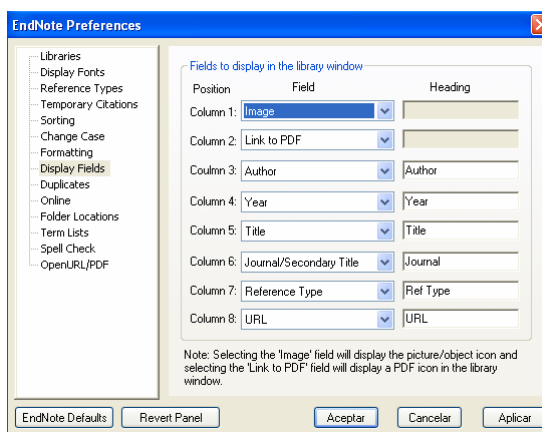 EndNote Preferences
Libraries
Display Fonts
Reference Types
Temporary Citations
Sorting
Change Case
Formatting
Display Fields
Duplicates
Online
Folder Locations
Term Lists
Spell Check
OpenURL/PDF
Fields to display in the library window
Position Field Heading
Column 1: Image
Column 2: Link to PDF
Coulmn 3: Author Author
Column 4: Year Year
Column 5: Title Title
Column 6: Journal/Secondary Title Journal
Column 7: Reference Type Ref Type
Column 8: URL URL
Note: Selecting the 'Image' field will display the picture/object icon and
selecting the 'Link to PDF' field will display a PDF icon in the library
window.
EndNote Defaults Revert Panel Aceptar Cancelar Aplicar